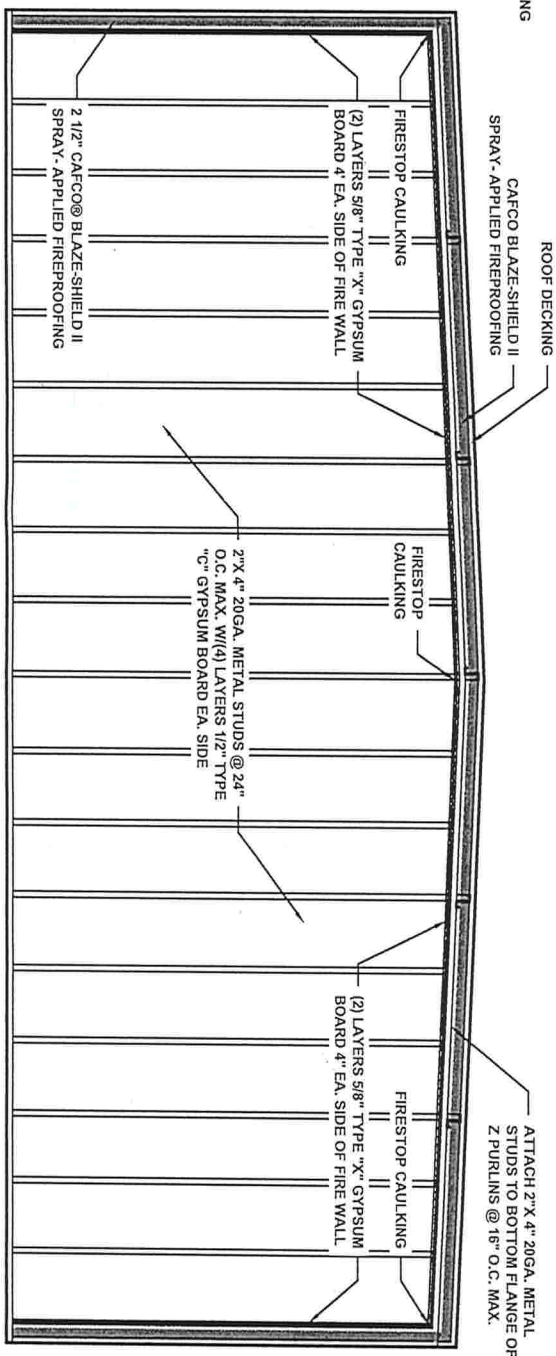 NG
ROOF DECKING
CAFCO BLAZE-SHIELD II
SPRAY- APPLIED FIREPROOFING
ATTACH 2"X 4" 20GA. METAL
STUDS TO BOTTOM FLANGE OF
Z PURLINS @ 16" O.C. MAX.
FIRESTOP CAULKING
(2) LAYERS 5/8" TYPE "X" GYPSUM
BOARD 4' EA. SIDE OF FIRE WALL
2 1/2" CAFCO® BLAZE-SHIELD II
SPRAY- APPLIED FIREPROOFING
FIRESTOP
CAULKING
2"X 4" 20GA. METAL STUDS @ 24"
O.C. MAX. W/(4) LAYERS 1/2" TYPE
"C" GYPSUM BOARD EA. SIDE
FIRESTOP CAULKING
(2) LAYERS 5/8" TYPE "X" GYPSUM
BOARD 4" EA. SIDE OF FIRE WALL